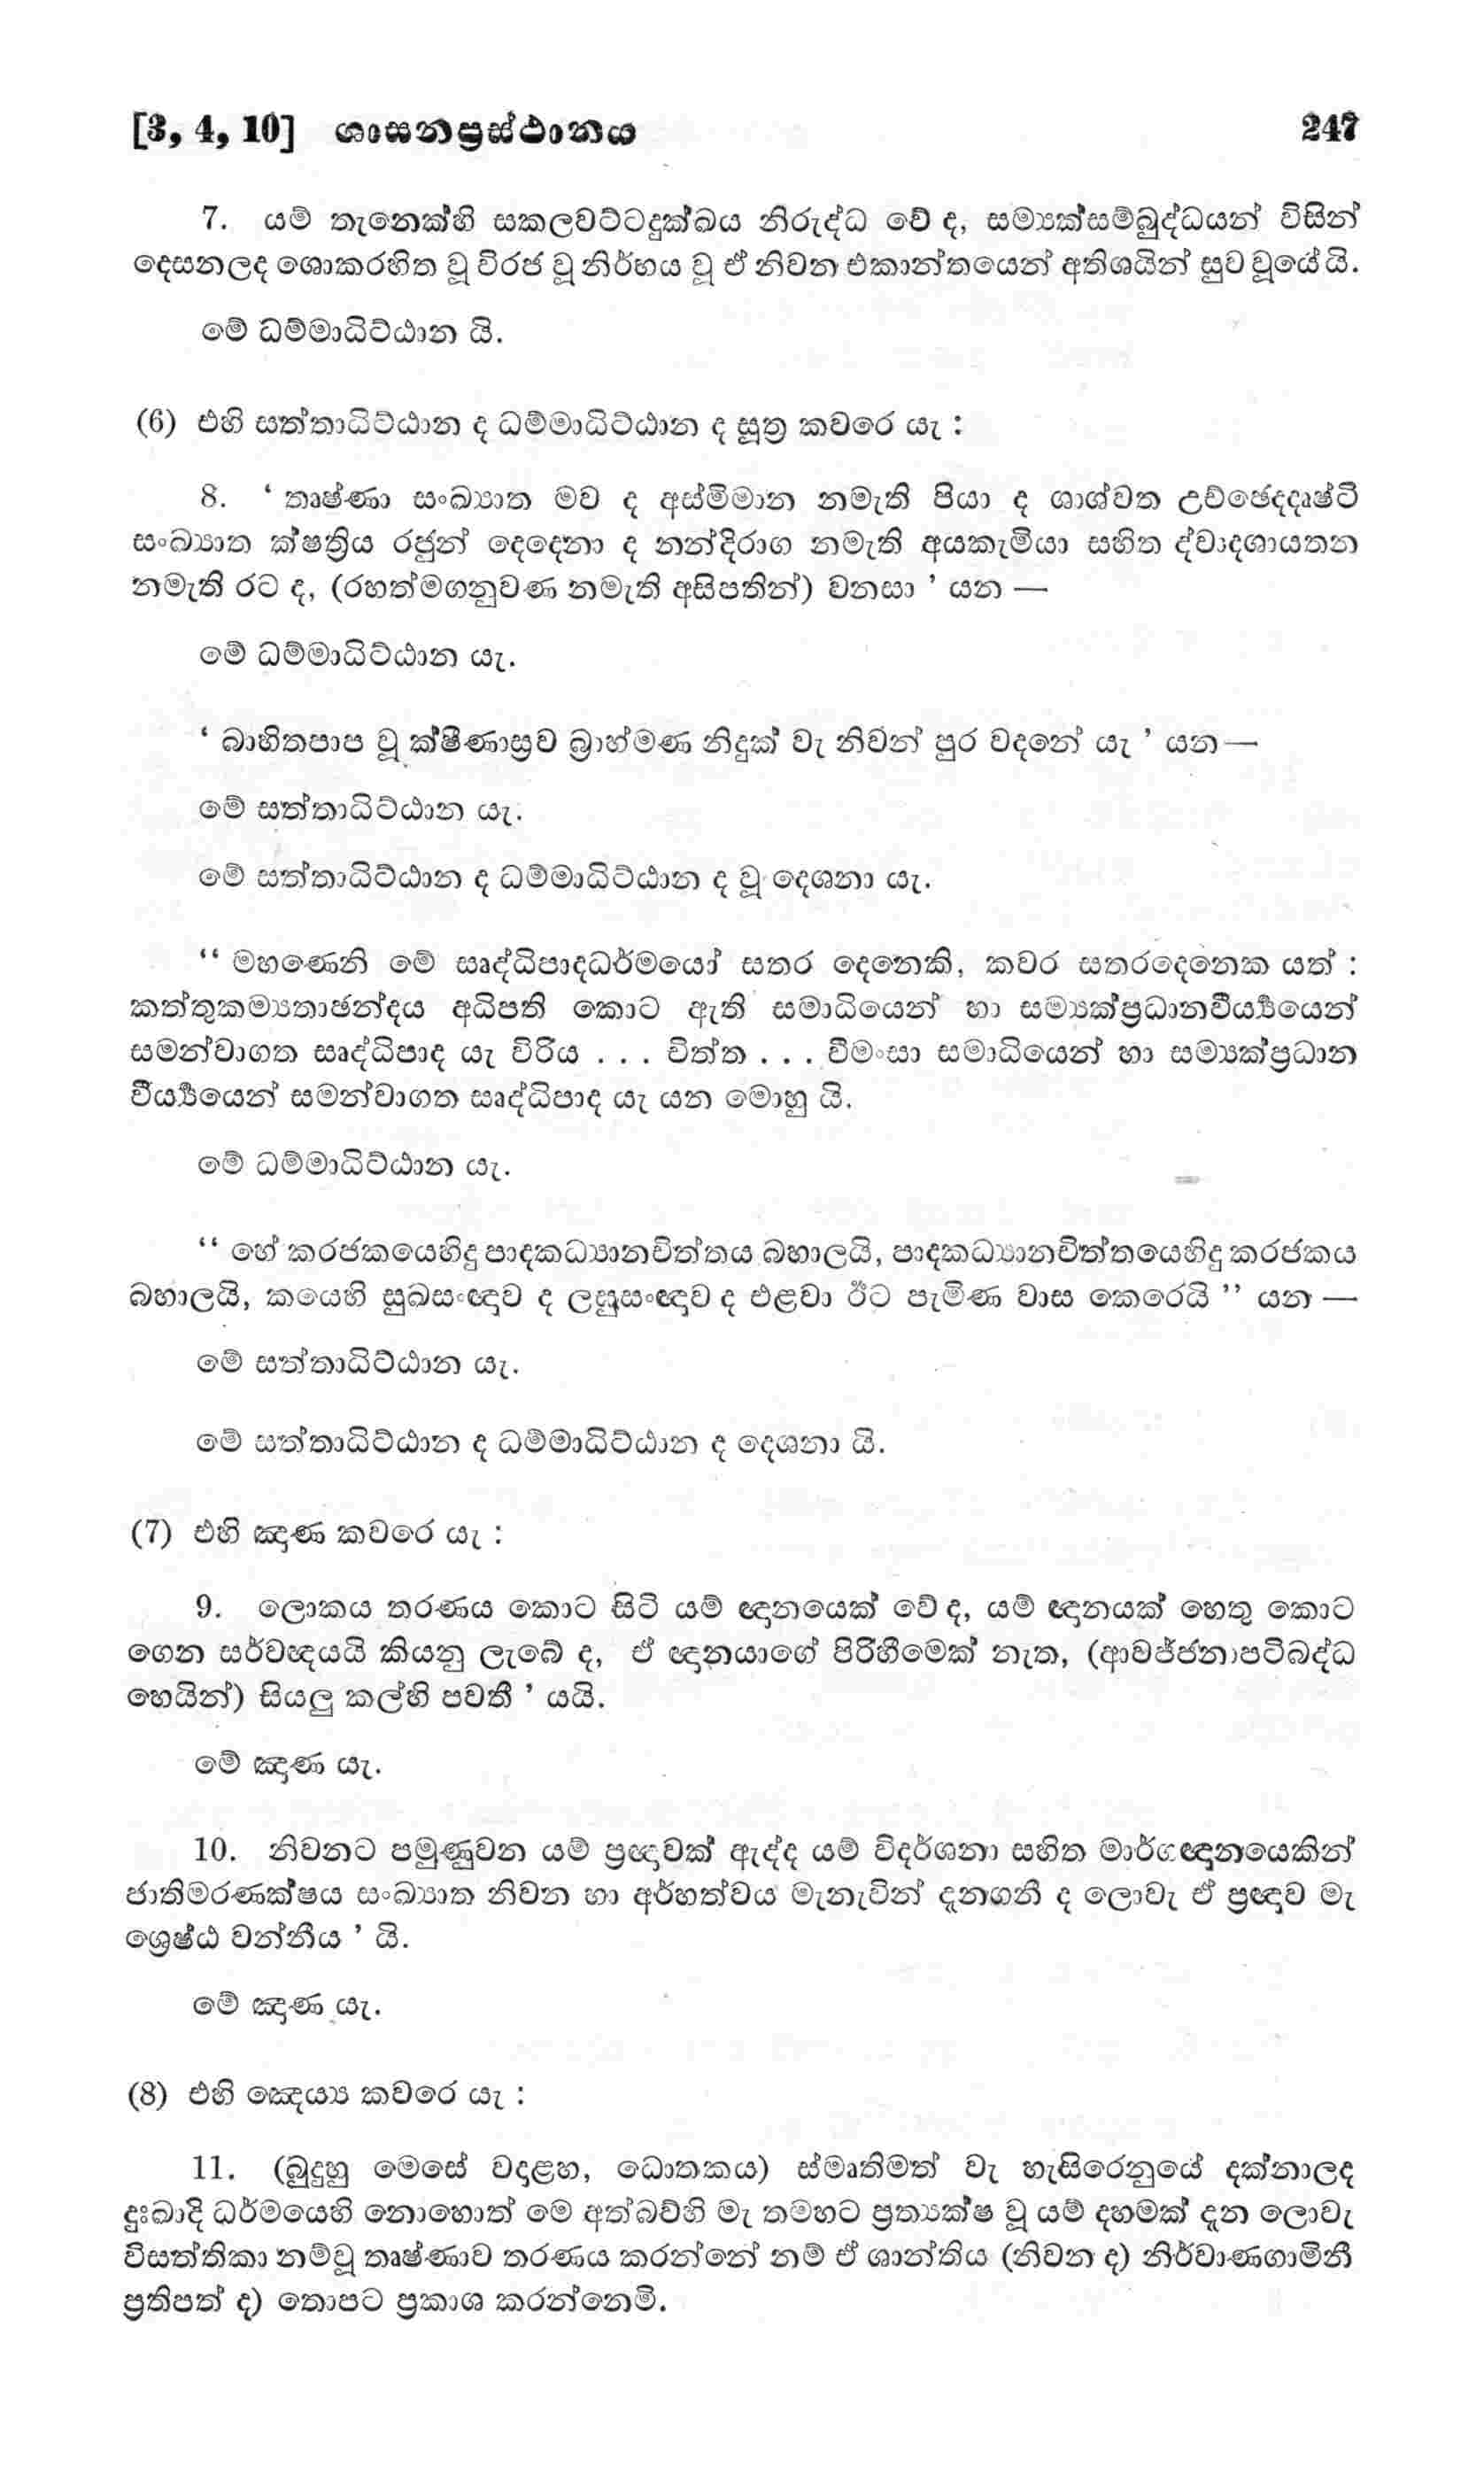 [3, 4, 10] ශාසනප්‍රස්ථානය 247
7. යම් තැනෙක්හි සකලවට්ටදුක්ඛය නිරුද්ධ වේ ද, සම්‍යක්සම්බුද්ධයන් විසින්
දෙසනලද ශොකරහිත වූ විරජ වූ නිර්භය වූ ඒ නිවන එකාන්තයෙන් අතිශයින් සුව වූයේ යි.
මේ ධම්මාධිට්ඨාන යි.
(6) එහි සත්තාධිට්ඨාන ද ධම්මාධිට්ඨාන ද සූත්‍ර කවරෙ යැ :
8. ‘ තෘෂ්ණා සංඛ්‍යාත මව ද අස්මිමාන නමැති පියා ද ශාශ්වත උච්ඡෙදදෘෂ්ටි
සංඛ්‍යාත ක්ෂත්‍රිය රජුන් දෙදෙනා ද නන්දිරාග නමැති අයකැමියා සහිත ද්වාදශායතන
නමැති රට ද, (රහත්මගනුවණ නමැති අසිපතින්) වනසා ’ යන —
මේ ධම්මාධිට්ඨාන යැ.
‘ බාහිතපාප වූ ක්ෂීණාස්‍රව බ්‍රාහ්මණ නිදුක් වැ නිවන් පුර වදනේ යැ ’ යන —
මේ සත්තාධිට්ඨාන යැ.
මේ සත්තාධිට්ඨාන ද ධම්මාධිට්ඨාන ද වූ දෙශනා යැ.
‘‘ මහණෙනි මේ සෘද්ධිපාදධර්මයෝ සතර දෙනෙකි, කවර සතරදෙනෙක යත් :
කත්තුකම්‍යතාඡන්දය අධිපති කොට ඇති සමාධියෙන් හා සම්‍යක්ප්‍රධානවීර්‍ය්‍යයෙන්
සමන්වාගත සෘද්ධිපාද යැ විරිය . . . චිත්ත . . . වීමංසා සමාධියෙන් හා සම්‍යක්ප්‍රධාන
වීර්‍ය්‍යයෙන් සමන්වාගත සෘද්ධිපාද යැ යන මොහු යි.
මේ ධම්මාධිට්ඨාන යැ.
‘‘ හේ කරජකයෙහිදු පාදකධ්‍යානචිත්තය බහාලයි, පාදකධ්‍යානචිත්තයෙහිදු කරජකය
බහාලයි, කයෙහි සුඛසංඥාව ද ලඝුසංඥාව ද එළවා ඊට පැමිණ වාස කෙරෙයි ’’ යන —
මේ සත්තාධිට්ඨාන යැ.
මේ සත්තාධිට්ඨාන ද ධම්මාධිට්ඨාන ද දෙශනා යි.
(7) එහි ඤාණ කවරෙ යැ :
9. ලොකය තරණය කොට සිටි යම් ඥානයෙක් වේ ද, යම් ඥානයක් හෙතු කොට
ගෙන සර්වඥයයි කියනු ලැබේ ද, ඒ ඥානයාගේ පිරිහීමෙක් නැත, (ආවජ්ජනාපටිබද්ධ
හෙයින්) සියලු කල්හි පවතී ’ යයි.
මේ ඤාණ යැ.
10. නිවනට පමුණුවන යම් ප්‍රඥාවක් ඇද්ද යම් විදර්ශනා සහිත මාර්ගඥානයෙකින්
ජාතිමරණක්ෂය සංඛ්‍යාත නිවන හා අර්හත්වය මැනැවින් දැනගනී ද ලොවැ ඒ ප්‍රඥාව මැ
ශ්‍රෙෂ්ඨ වන්නීය ’ යි.
මේ ඤාණ යැ.
(8) එහි ඤෙය්‍ය කවරෙ යැ :
11. (බුදුහු මෙසේ වදාළහ, ධොතකය) ස්මෘතිමත් වැ හැසිරෙනුයේ දක්නාලද
දුඃඛාදි ධර්මයෙහි නොහොත් මෙ අත්බව්හි මැ තමහට ප්‍රත්‍යක්ෂ වූ යම් දහමක් දැන ලොවැ
විසත්තිකා නම්වූ තෘෂ්ණාව තරණය කරන්නේ නම් ඒ ශාන්තිය (නිවන ද) නිර්වාණගාමිනී
ප්‍රතිපත් ද) තොපට ප්‍රකාශ කරන්නෙමි.